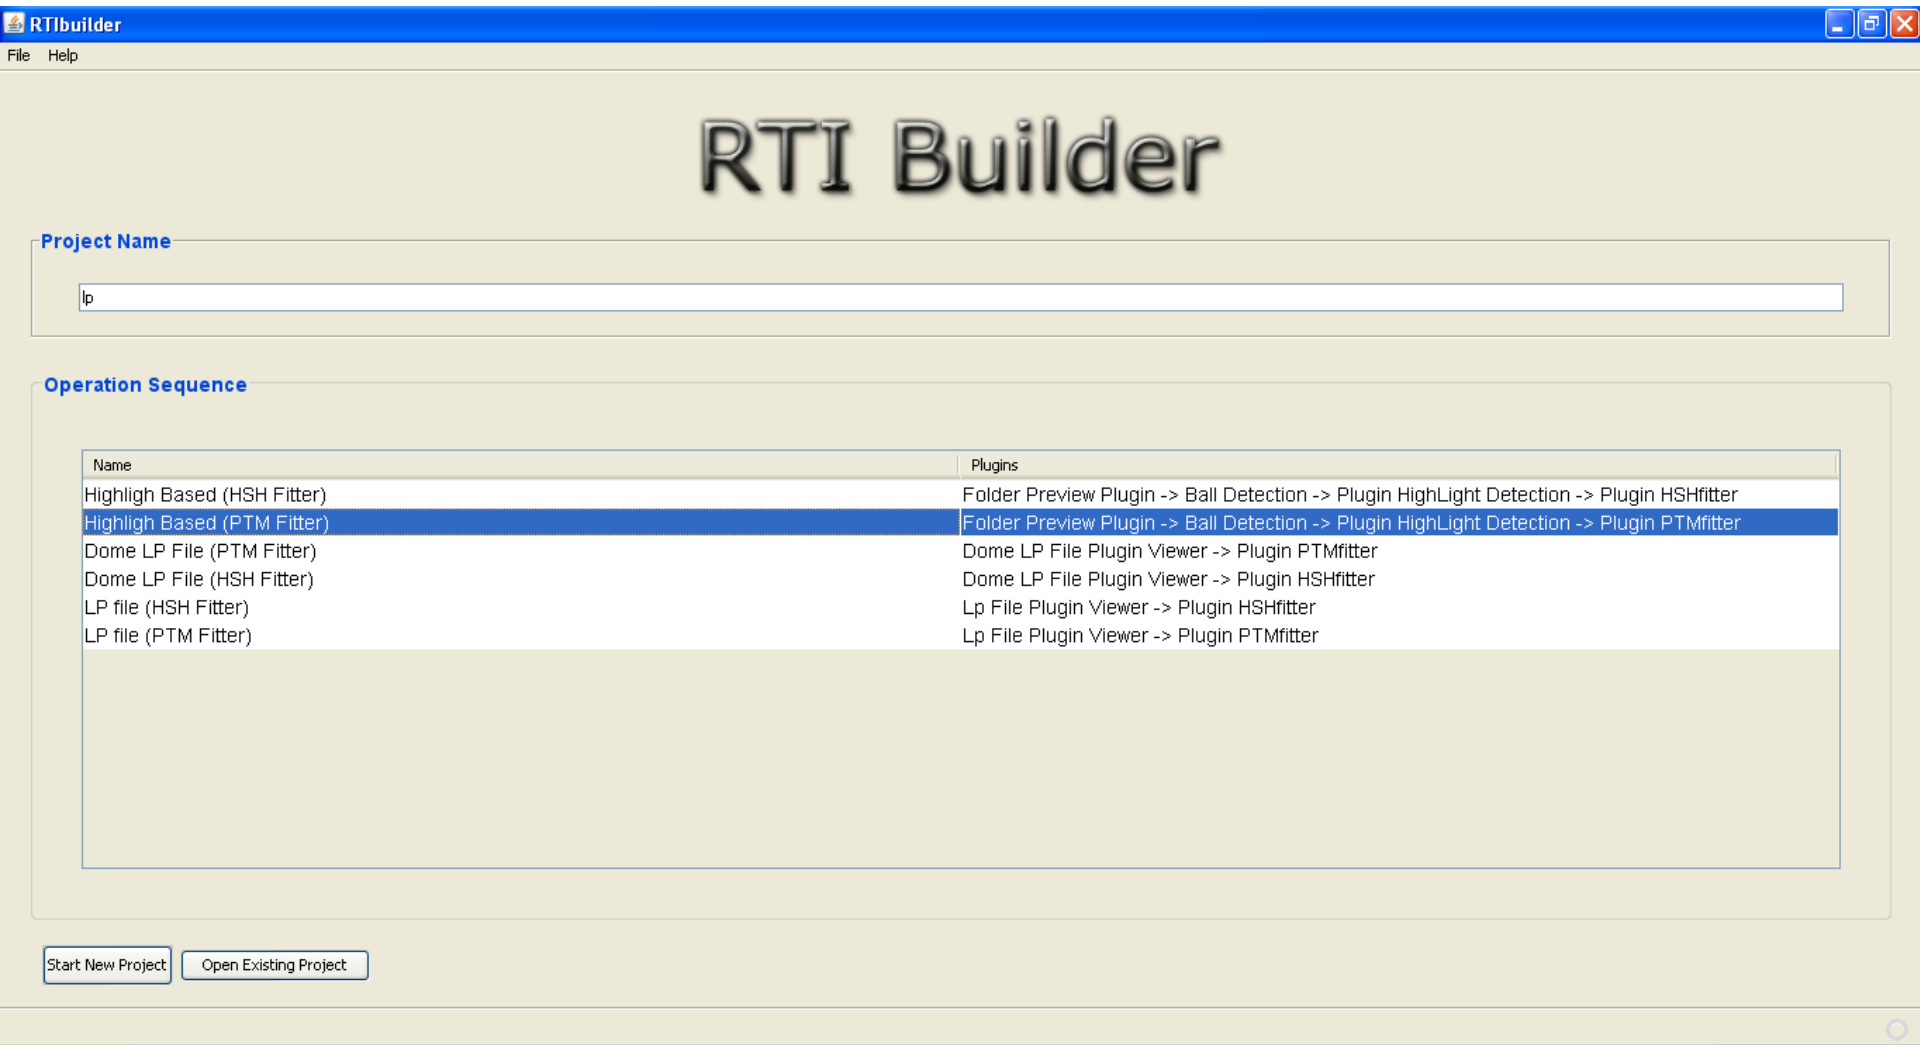 RTIbuilder
File Help
RTI Builder
Project Name
lp
Operation Sequence
Name Plugins
Highligh Based (HSH Fitter) Folder Preview Plugin -> Ball Detection -> Plugin HighLight Detection -> Plugin HSHfitter
Highligh Based (PTM Fitter) Folder Preview Plugin -> Ball Detection -> Plugin HighLight Detection -> Plugin PTMfitter
Dome LP File (PTM Fitter) Dome LP File Plugin Viewer -> Plugin PTMfitter
Dome LP File (HSH Fitter) Dome LP File Plugin Viewer -> Plugin HSHfitter
LP file (HSH Fitter) Lp File Plugin Viewer -> Plugin HSHfitter
LP file (PTM Fitter) Lp File Plugin Viewer -> Plugin PTMfitter
Start New Project Open Existing Project